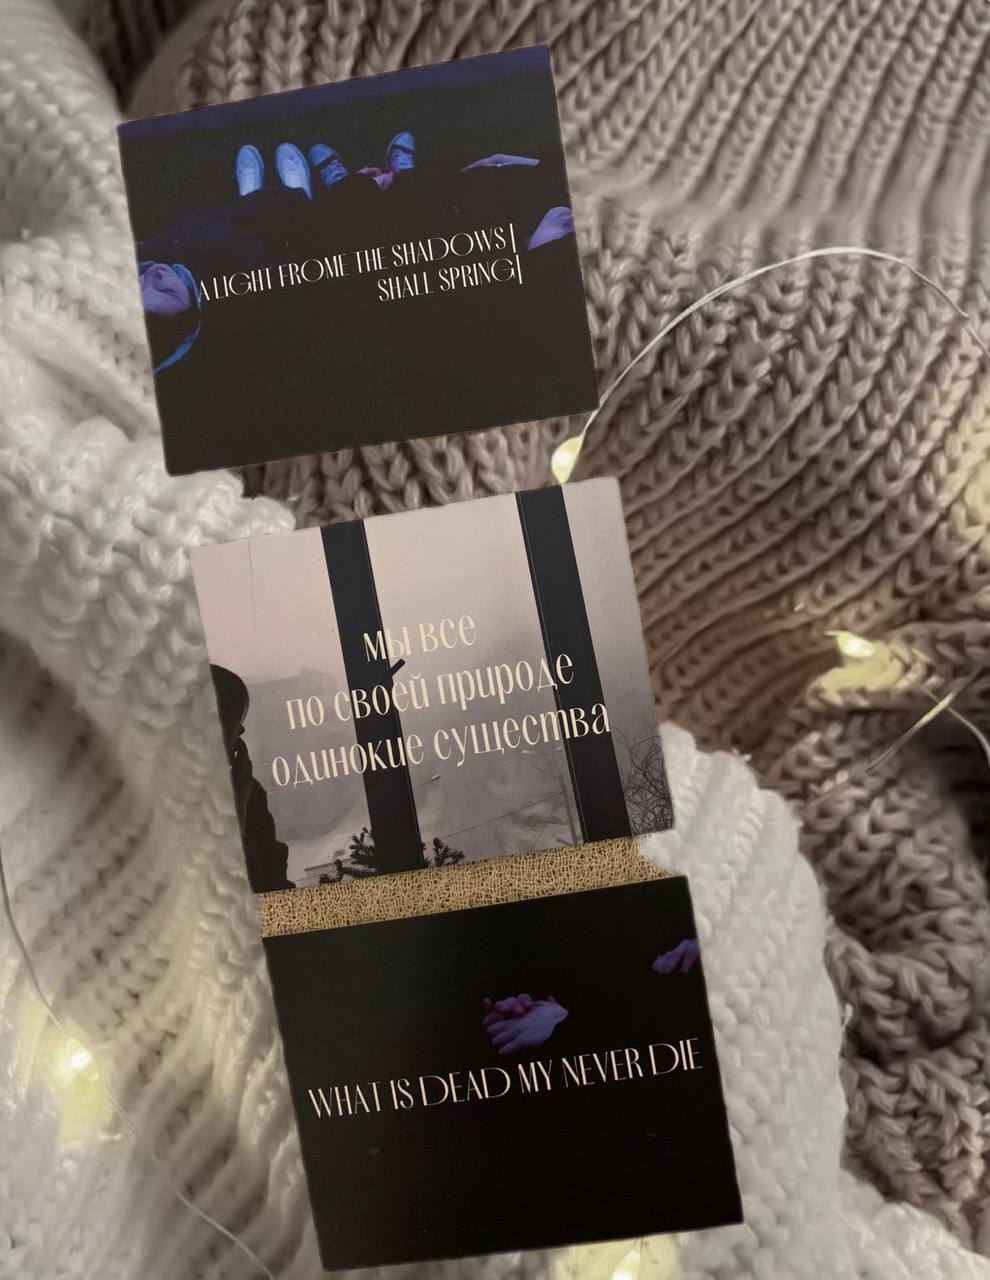 A LIGHT FROME THE SHADOWS
SHALL SPRING
мы все
по своей природе
одинокие существа
WHAT IS DEAD MY NEVER DIE